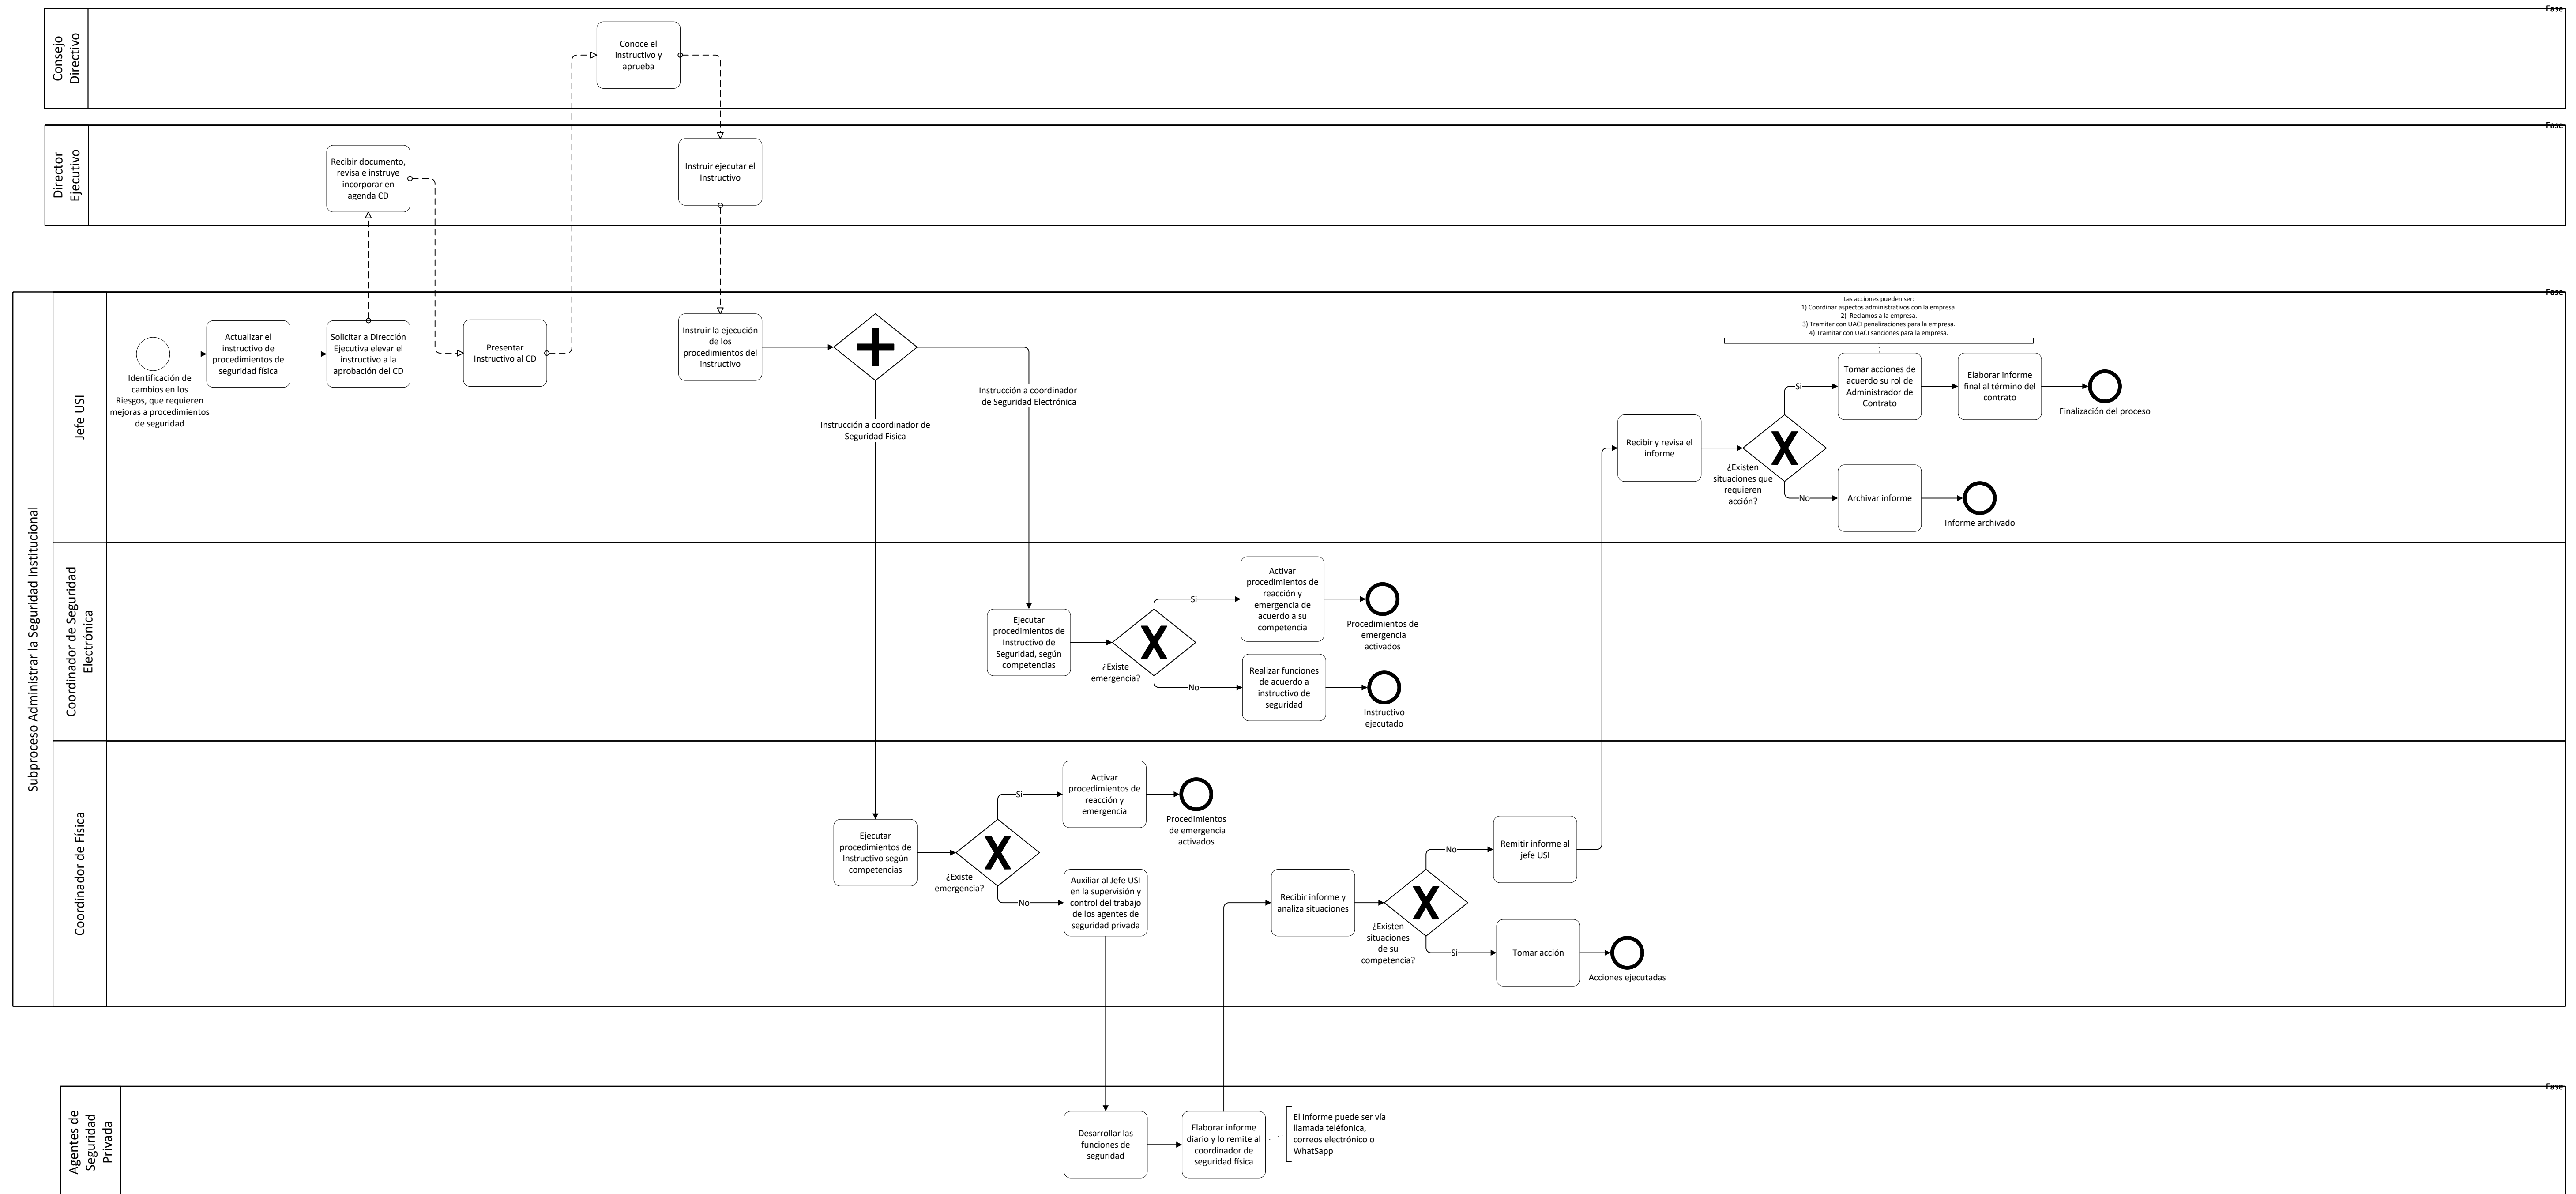 Fase
Consejo
Directivo
Conoce el
instructivo y
aprueba
Fase
Director
Ejecutivo
Recibir documento,
revisa e instruye
incorporar en
agenda CD
Instruir ejecutar el
Instructivo
Fase
Subproceso Administrar la Seguridad Institucional
Jefe USI
Identificación de
cambios en los
Riesgos, que requieren
mejoras a procedimientos
de seguridad
Actualizar el
instructivo de
procedimientos de
seguridad física
Solicitar a Dirección
Ejecutiva elevar el
instructivo a la
aprobación del CD
Presentar
Instructivo al CD
Instruir la ejecución
de los
procedimientos del
instructivo
Instrucción a coordinador
de Seguridad Electrónica
Instrucción a coordinador de
Seguridad Física
Recibir y revisa el
informe
¿Existen
situaciones que
requieren
acción?
Si
No
Las acciones pueden ser:
1) Coordinar aspectos administrativos con la empresa.
2) Reclamos a la empresa.
3) Tramitar con UACI penalizaciones para la empresa.
4) Tramitar con UACI sanciones para la empresa.
Tomar acciones de
acuerdo su rol de
Administrador de
Contrato
Elaborar informe
final al término del
contrato
Finalización del proceso
Archivar informe
Informe archivado
Coordinador de Seguridad
Electrónica
Ejecutar
procedimientos de
Instructivo de
Seguridad, según
competencias
¿Existe
emergencia?
Si
No
Activar
procedimientos de
reacción y
emergencia de
acuerdo a su
competencia
Procedimientos de
emergencia
activados
Realizar funciones
de acuerdo a
instructivo de
seguridad
Instructivo
ejecutado
Coordinador de Física
Ejecutar
procedimientos de
Instructivo según
competencias
¿Existe
emergencia?
Si
No
Activar
procedimientos de
reacción y
emergencia
Procedimientos
de emergencia
activados
Auxiliar al Jefe USI
en la supervisión y
control del trabajo
de los agentes de
seguridad privada
Recibir informe y
analiza situaciones
¿Existen
situaciones
de su
competencia?
No
Si
Remitir informe al
jefe USI
Tomar acción
Acciones ejecutadas
Fase
Agentes de
Seguridad
Privada
Desarrollar las
funciones de
seguridad
Elaborar informe
diario y lo remite al
coordinador de
seguridad física
El informe puede ser vía
llamada teléfonica,
correos electrónico o
WhatSapp